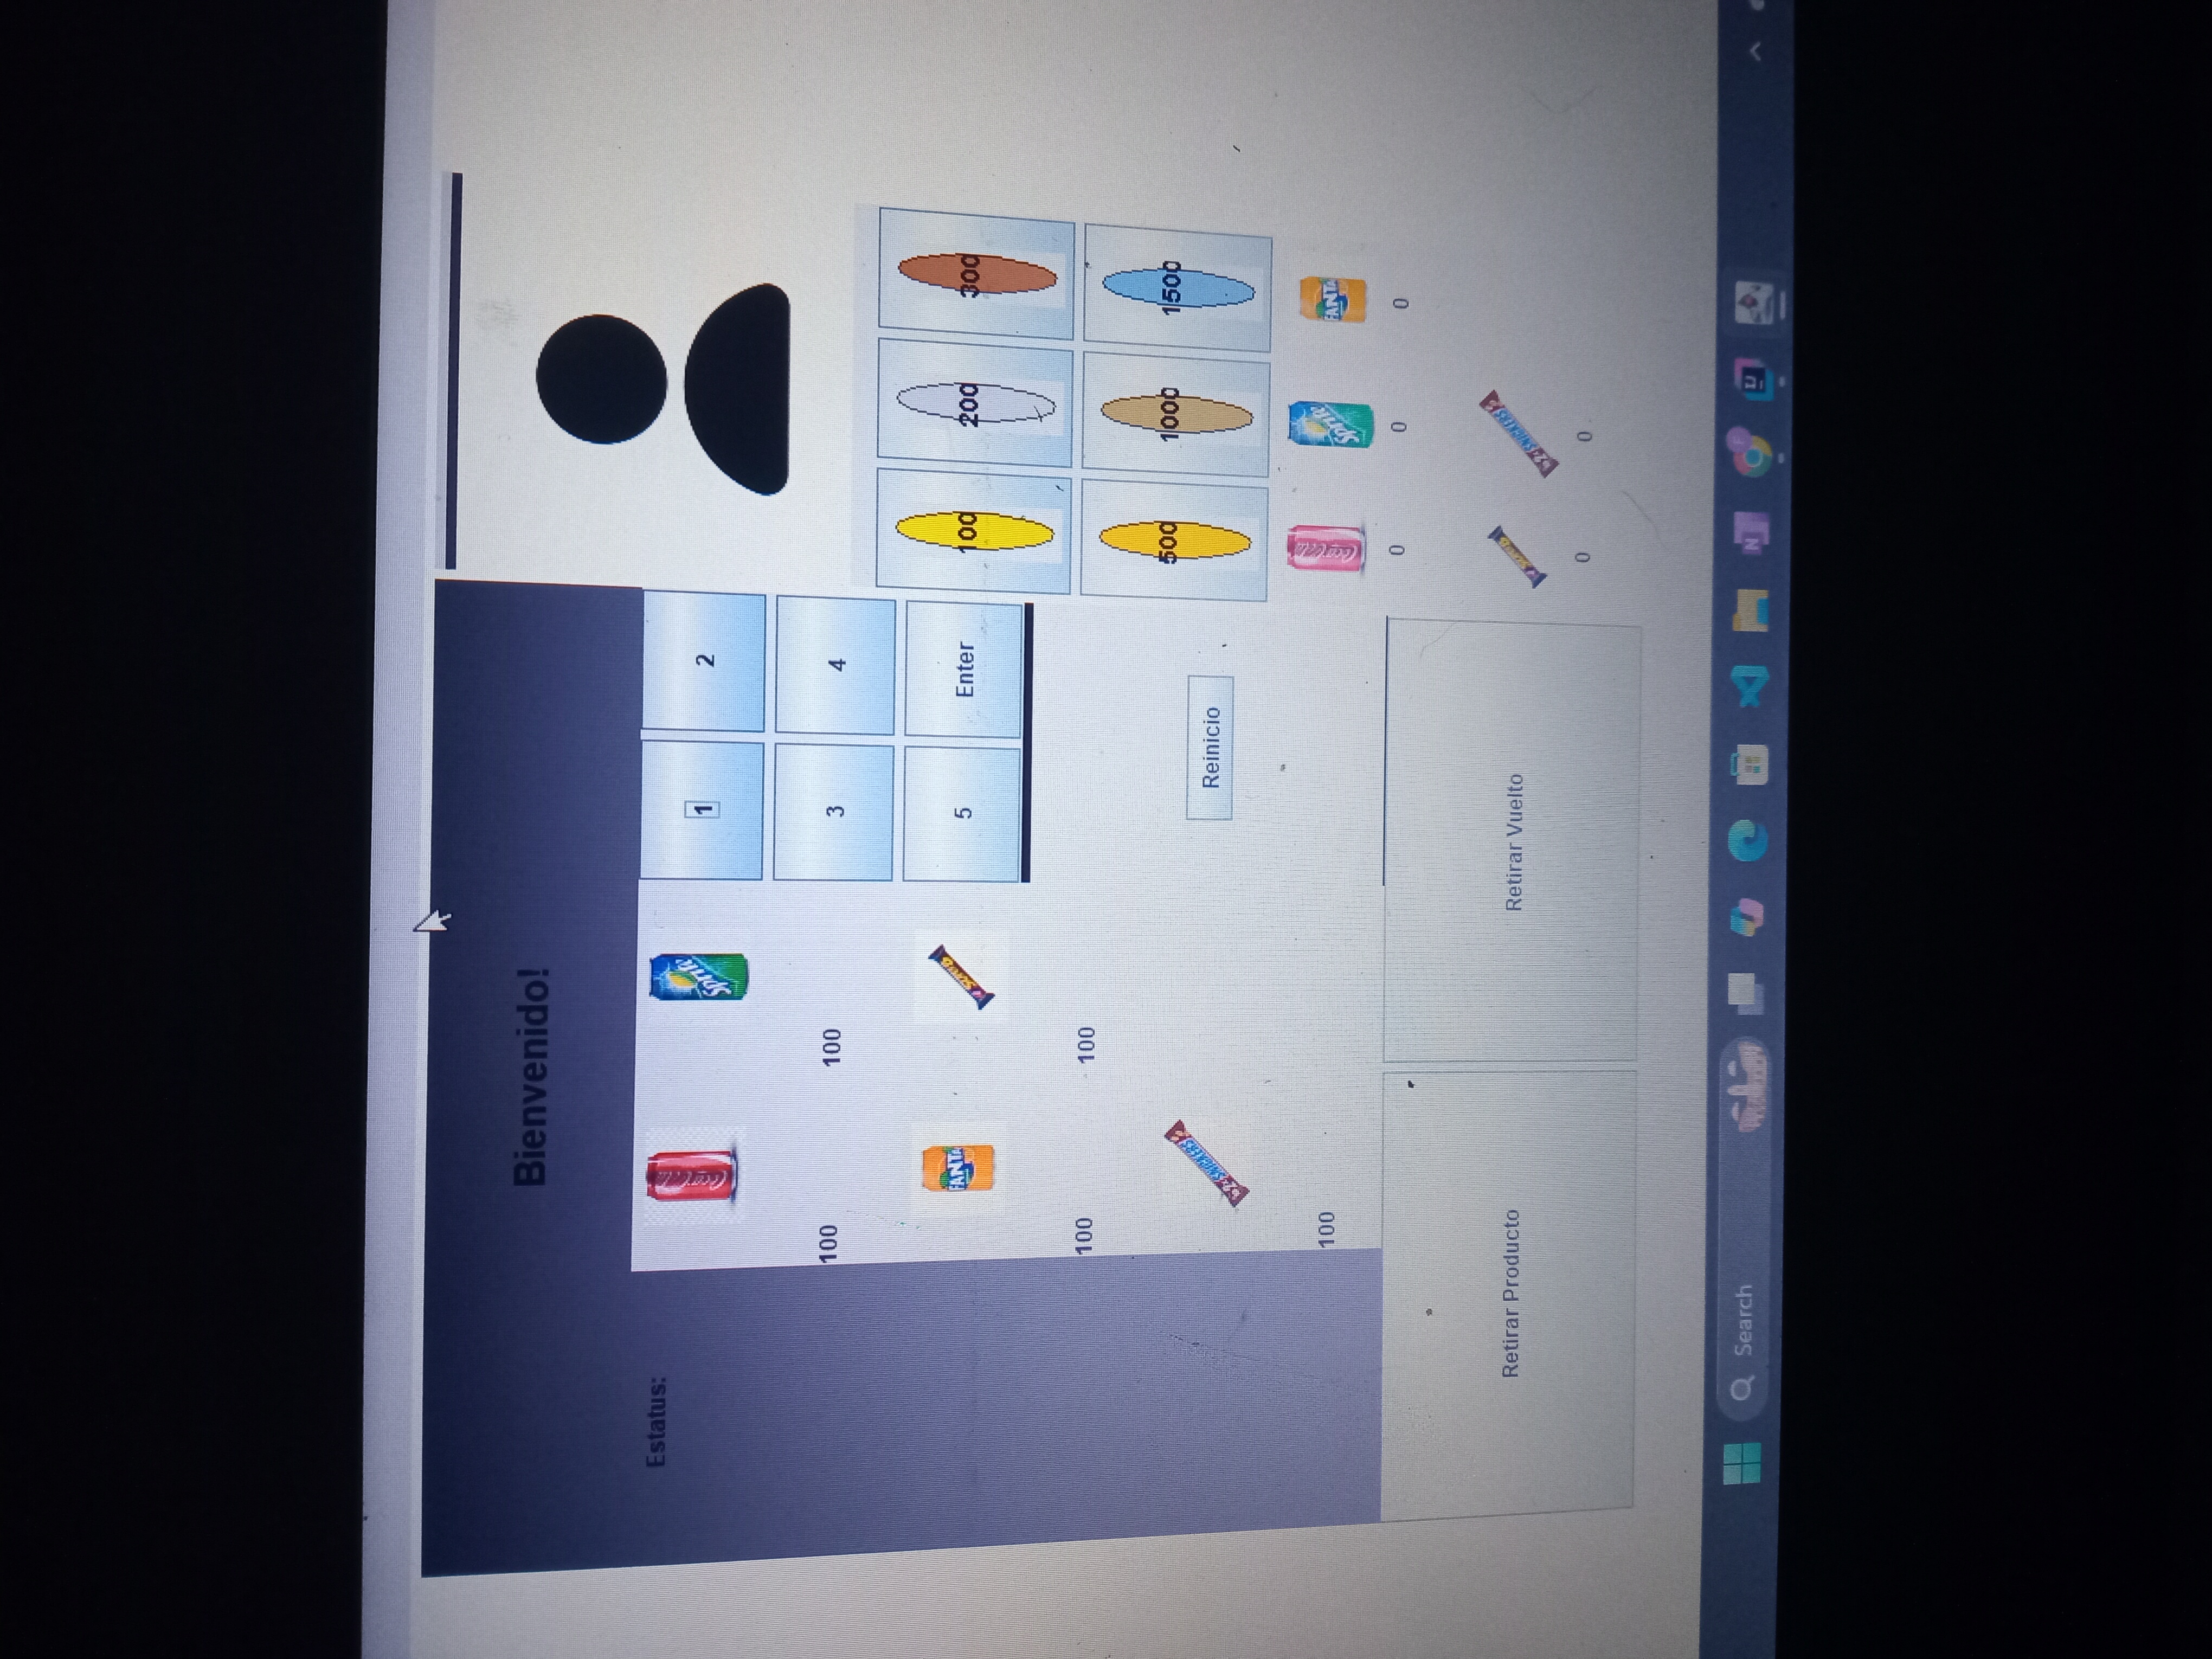 Bienvenido!
Estatus:
Coca-Cola
Sprite
1
2
100
100
3
4
FANTA
5
Enter
100
200
300
100
100
500
1000
1500
SNICKERS
Reinicio
100
Coca-Cola
Sprite
FANTA
0
0
0
Retirar Producto
Retirar Vuelto
SNICKERS
0
0
Search